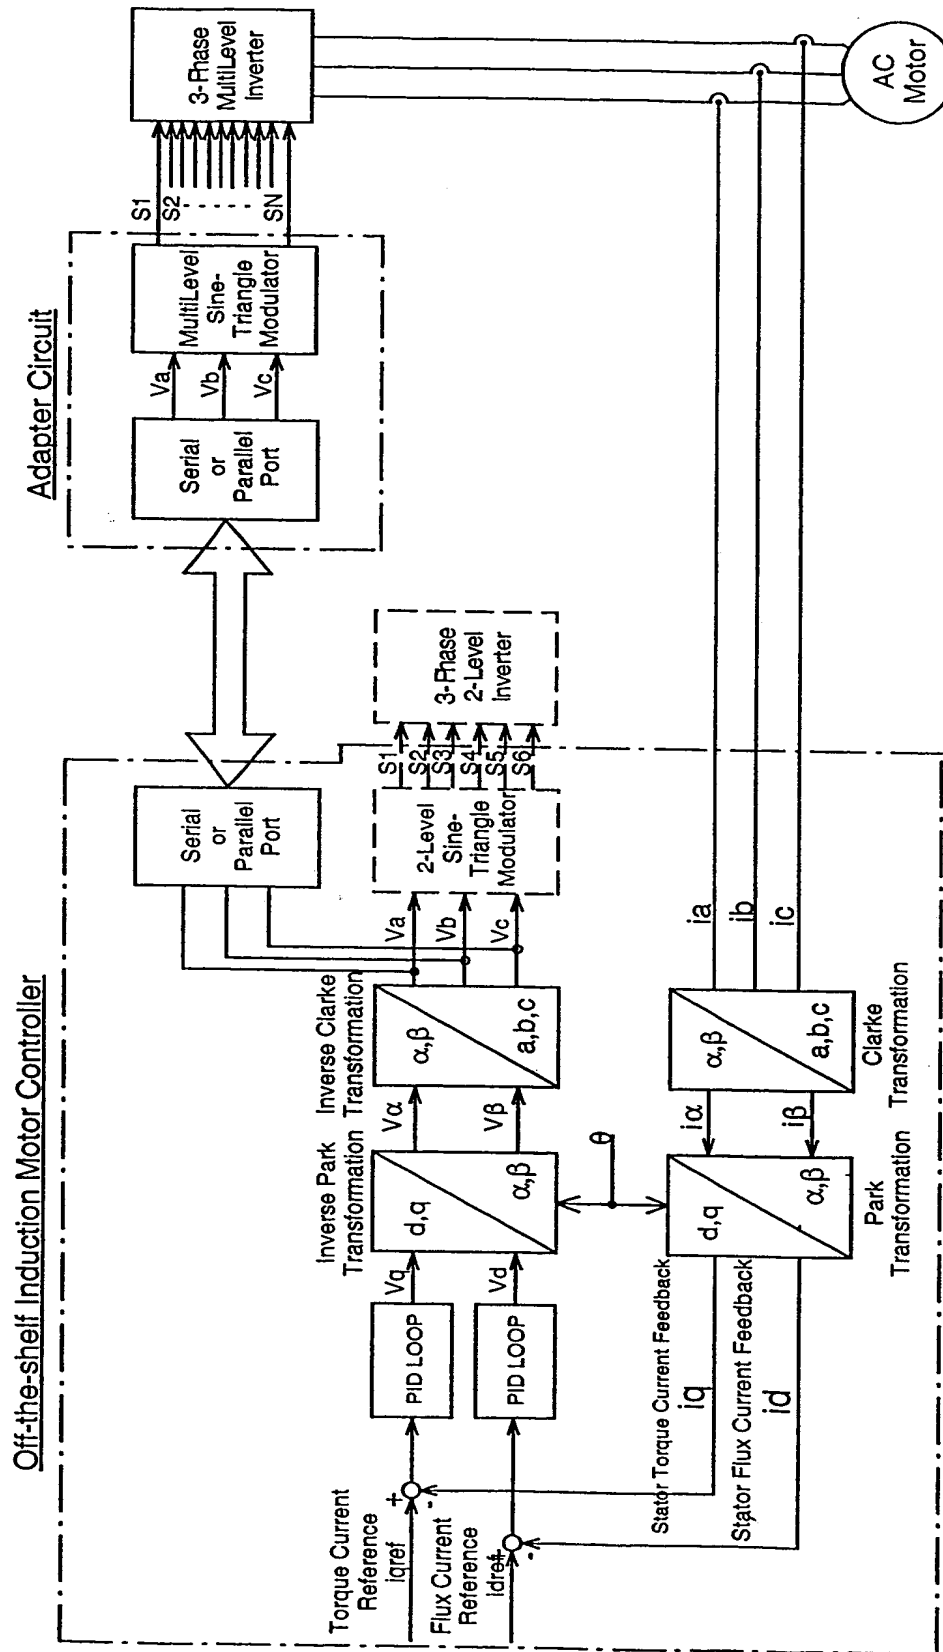 Off-the-shelf Induction Motor Controller
Torque Current
Reference
iqref
+
-
Flux Current
Reference
idref
+
-
PID LOOP
PID LOOP
Vq
Vd
Inverse Park
Transformation
d,q
α,β
Vα
Vβ
θ
Inverse Clarke
Transformation
α,β
a,b,c
Va
Vb
Vc
2-Level
Sine-
Triangle
Modulator
S1
S2
S3
S4
S5
S6
3-Phase
2-Level
Inverter
Serial
or
Parallel
Port
Stator Torque Current Feedback
iq
Stator Flux Current Feedback
id
d,q
α,β
Park
Transformation
iα
iβ
α,β
a,b,c
Clarke
Transformation
ia
ib
ic
Adapter Circuit
Serial
or
Parallel
Port
Va
Vb
Vc
MultiLevel
Sine-
Triangle
Modulator
S1
S2
SN
3-Phase
MultiLevel
Inverter
AC
Motor